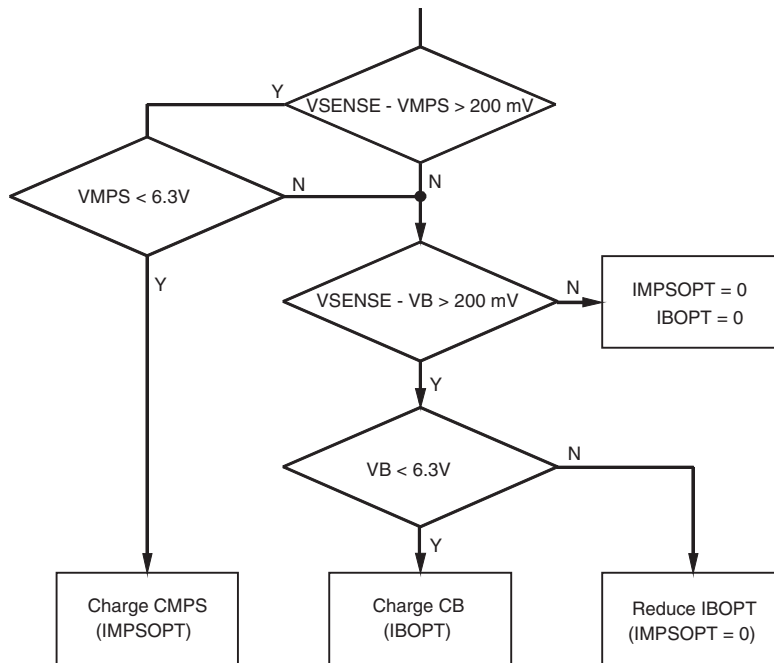 Y
VSENSE - VMPS > 200 mV
N
VMPS < 6.3V
N
Y
VSENSE - VB > 200 mV
N
IMPSOPT = 0
IBOPT = 0
Y
VB < 6.3V
N
Y
Charge CMPS
(IMPSOPT)
Charge CB
(IBOPT)
Reduce IBOPT
(IMPSOPT = 0)